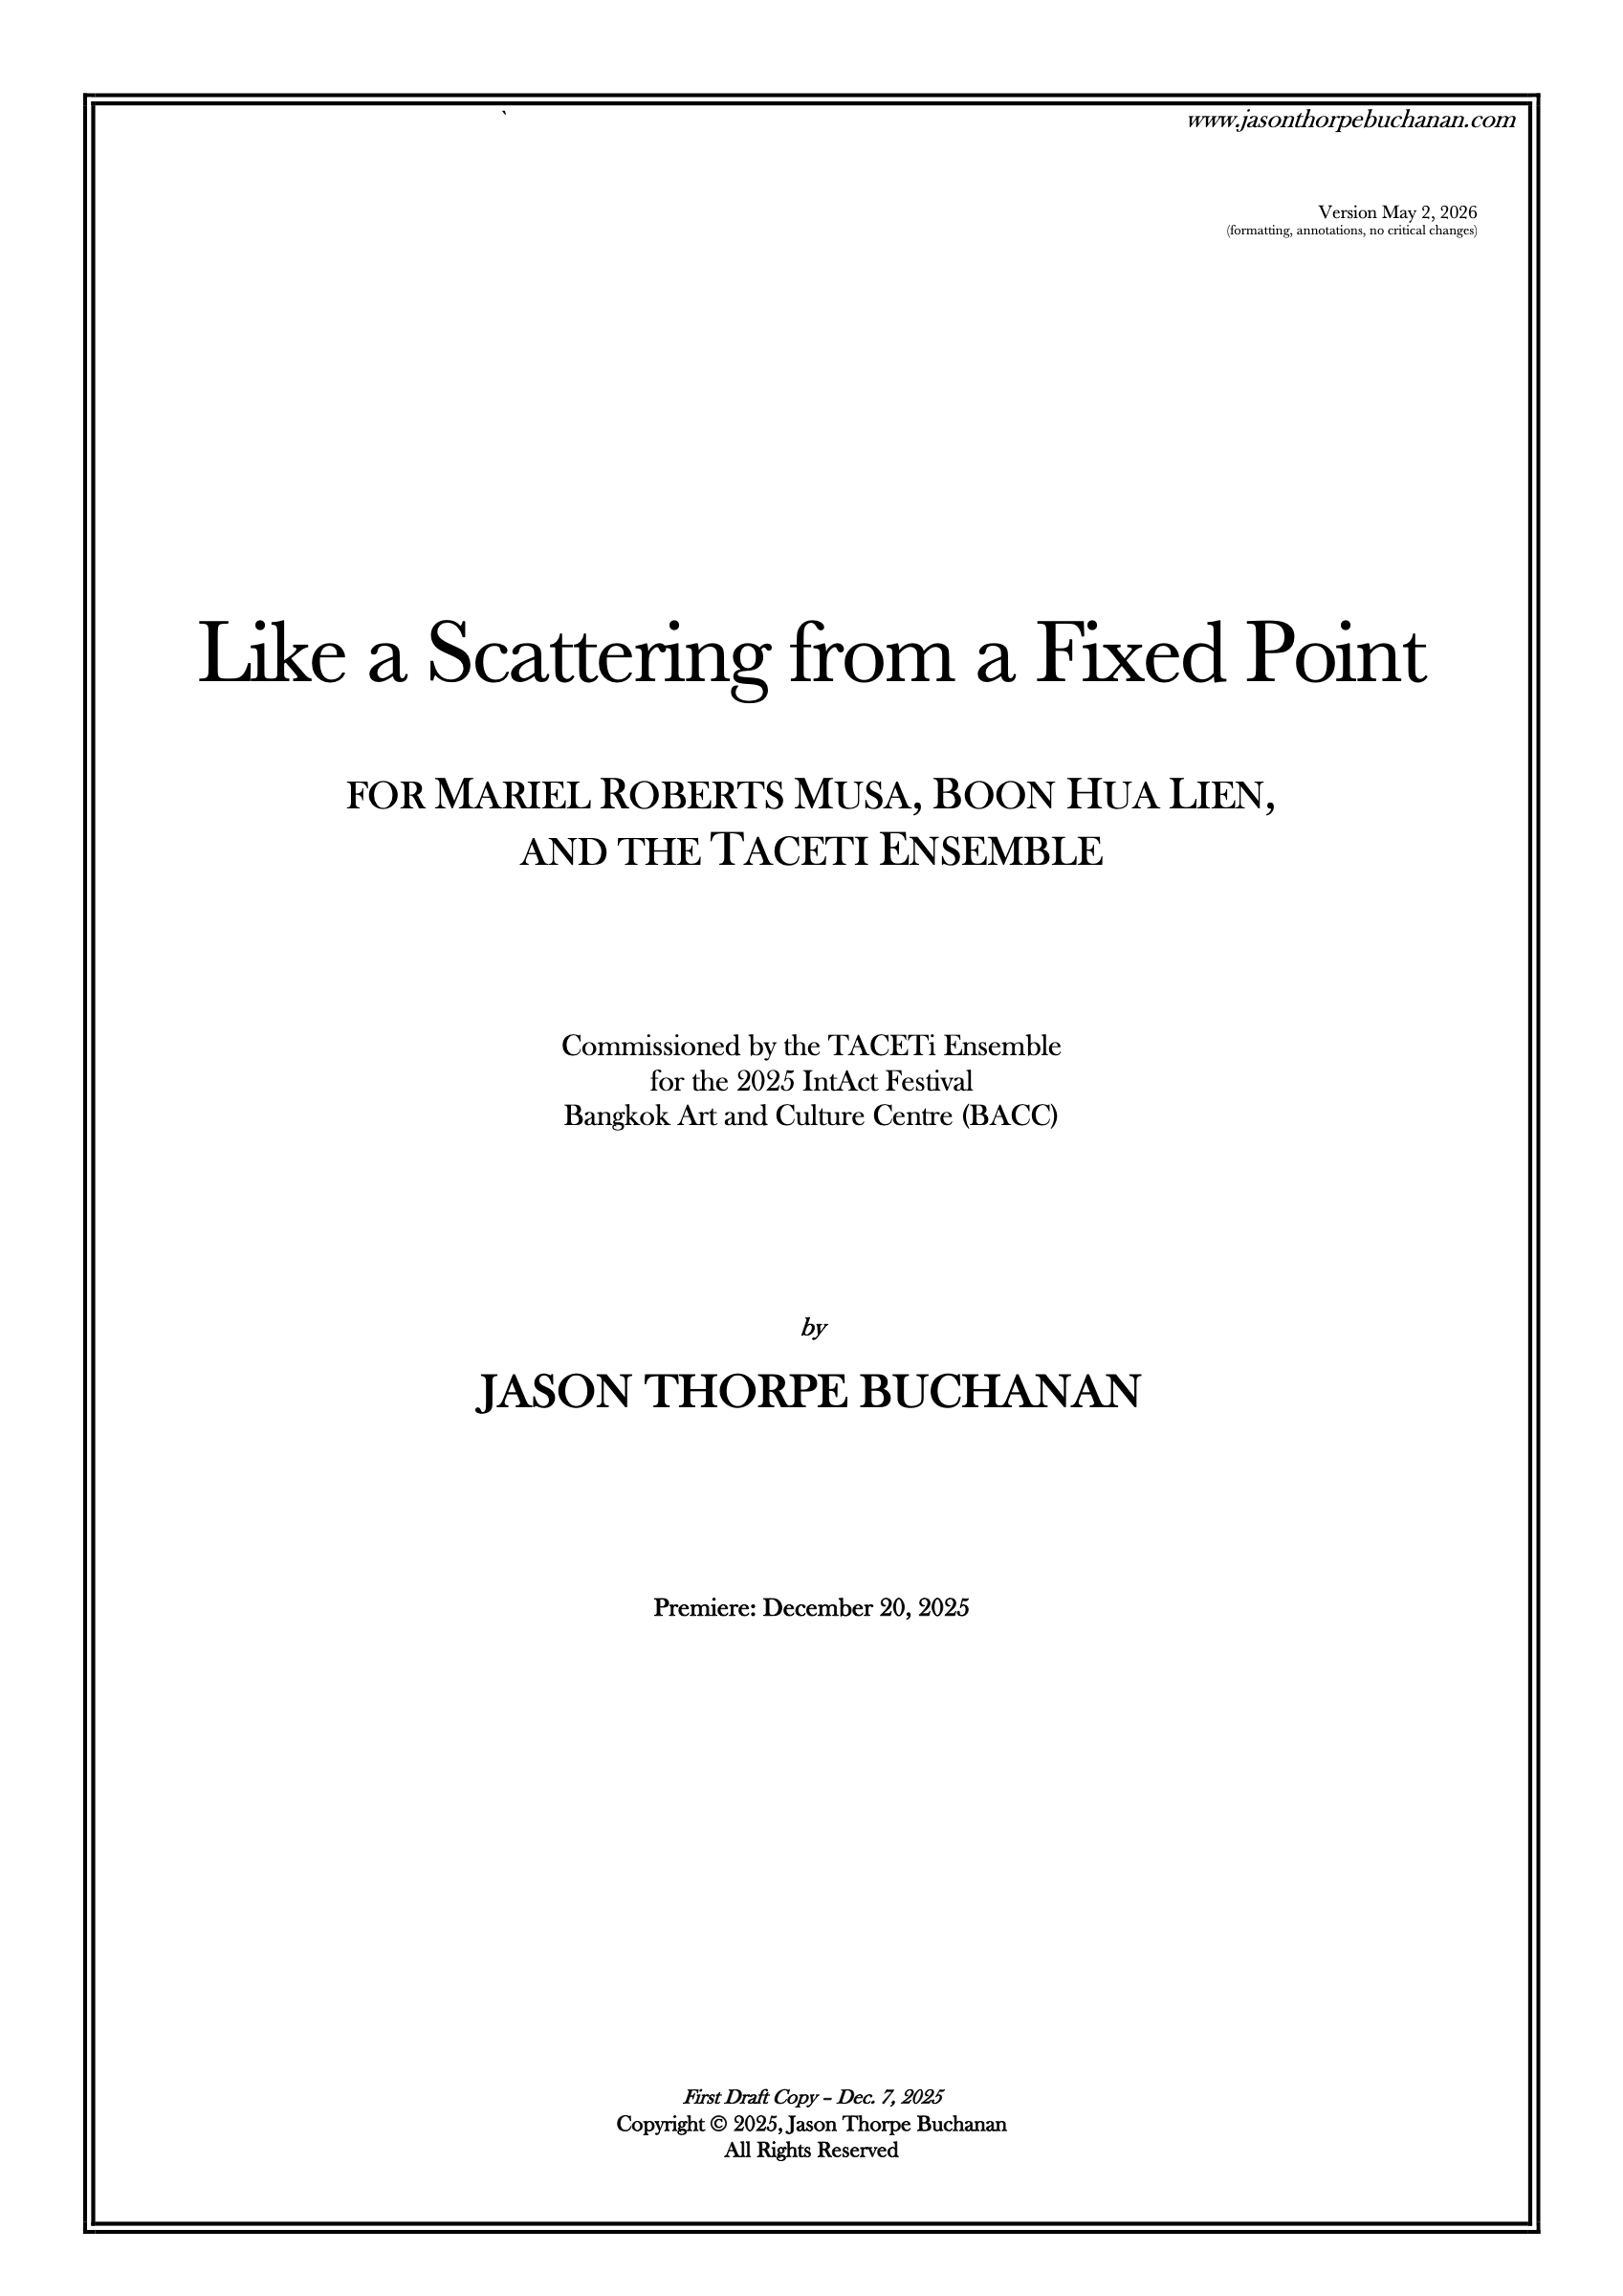 `
www.jasonthorpebuchanan.com
Version May 2, 2026
(formatting, annotations, no critical changes)
Like a Scattering from a Fixed Point
FOR MARIEL ROBERTS MUSA, BOON HUA LIEN,
AND THE TACETI ENSEMBLE
Commissioned by the TACETi Ensemble
for the 2025 IntAct Festival
Bangkok Art and Culture Centre (BACC)
by
JASON THORPE BUCHANAN
Premiere: December 20, 2025
First Draft Copy – Dec. 7, 2025
Copyright © 2025, Jason Thorpe Buchanan
All Rights Reserved